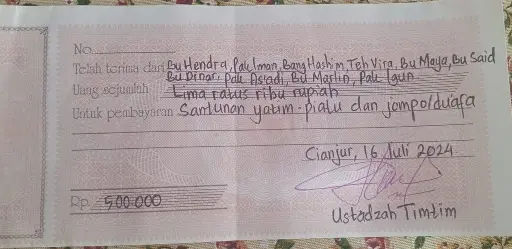 No.
Telah terima dari Bu Hendra, Pak Iman, Bang Hashim, Teh Vira, Bu Maya, Bu Said
Bu Dinar, Pak Asradi, Bu Marlin, Pak Igun
Uang sejumlah Lima ratus ribu rupiah
Untuk pembayaran Santunan yatim-piatu dan jompo/duafa
Cianjur, 16 Juli 2024
Rp. 500.000
Ustadzah Timtim